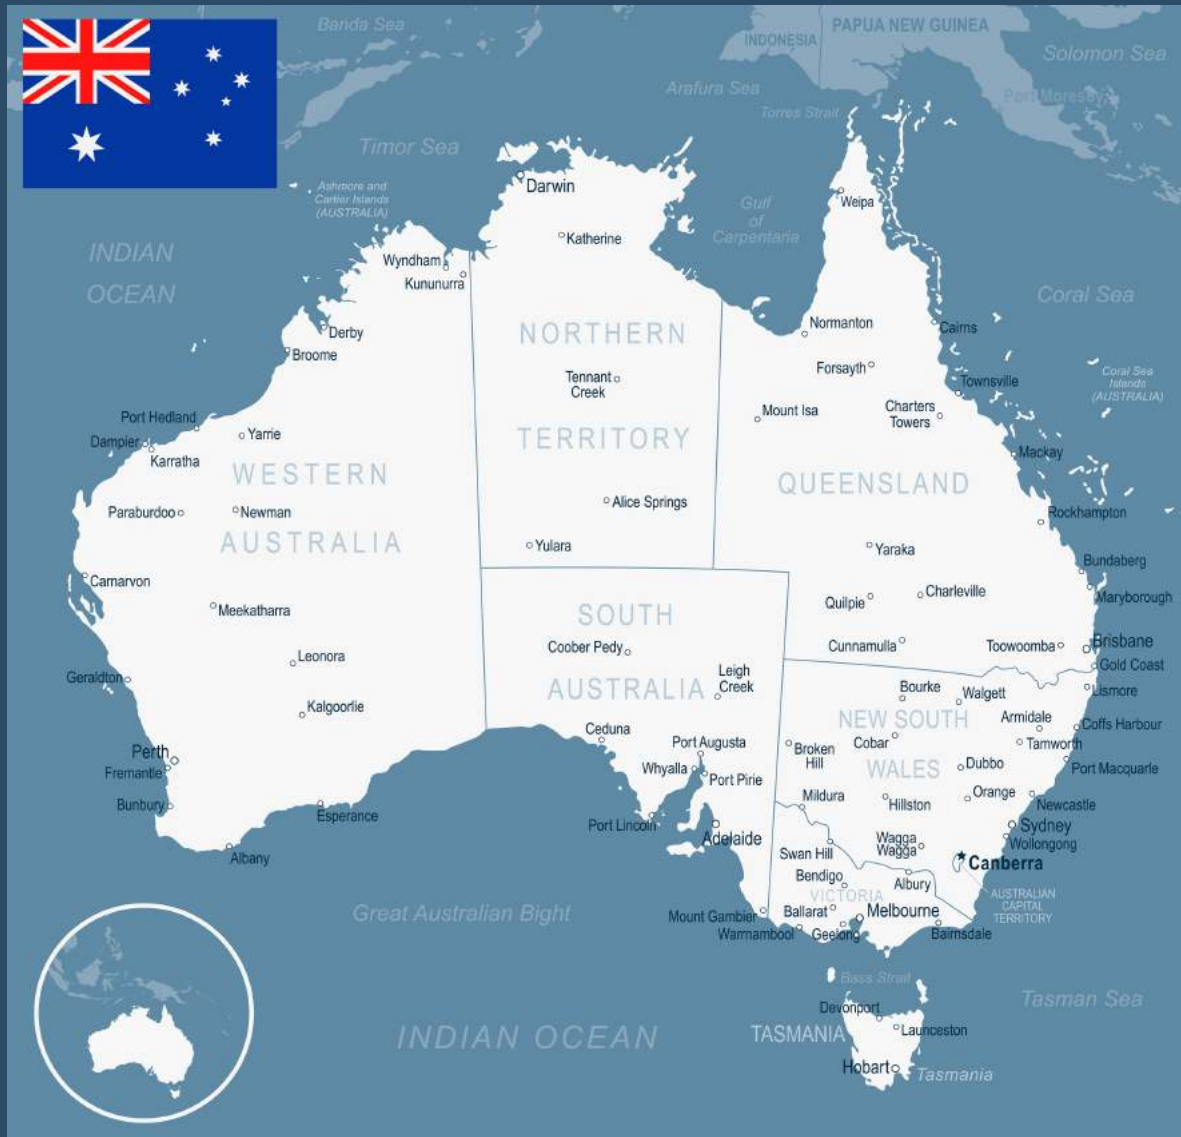 Banda Sea
PAPUA NEW GUINEA
INDONESIA
Solomon Sea
Arafura Sea
Port Moresby
Torres Strait
Timor Sea
Darwin
Ashmore and
Cartier Islands
(AUSTRALIA)
Weipa
Gulf
of
Carpentaria
INDIAN
OCEAN
Katherine
Wyndham
Kununurra
Coral Sea
Derby
NORTHERN
Normanton
Cairns
Broome
Forsayth
Tennant
Creek
Coral Sea
Islands
(AUSTRALIA)
Townsville
Mount Isa
Charters
Towers
Port Hedland
Dampier
Yarrie
Karratha
TERRITORY
Mackay
WESTERN
QUEENSLAND
Alice Springs
Paraburdoo
Newman
Rockhampton
AUSTRALIA
Yulara
Yaraka
Bundaberg
Carnarvon
Charleville
Maryborough
Quilpie
Meekatharra
SOUTH
Coober Pedy
Cunnamulla
Toowoomba
Brisbane
Leonora
Gold Coast
Geraldton
Leigh
Creek
AUSTRALIA
Bourke
Walgett
Lismore
Kalgoorlie
NEW SOUTH
Armidale
Coffs Harbour
Ceduna
Port Augusta
Cobar
Tamworth
Perth
Broken
Hill
WALES
Dubbo
Port Macquarle
Fremantle
Whyalla
Port Pirie
Bunbury
Mildura
Hillston
Orange
Newcastle
Esperance
Port Lincoln
Adelaide
Sydney
Wagga
Wagga
Wollongong
Albany
Swan Hill
Canberra
Bendigo
Albury
VICTORIA
AUSTRALIAN
CAPITAL
TERRITORY
Great Australian Bight
Mount Gambier
Ballarat
Melbourne
Warrnambool
Geelong
Bairnsdale
Bass Strait
Tasman Sea
Devonport
INDIAN OCEAN
TASMANIA
Launceston
Hobart
Tasmania